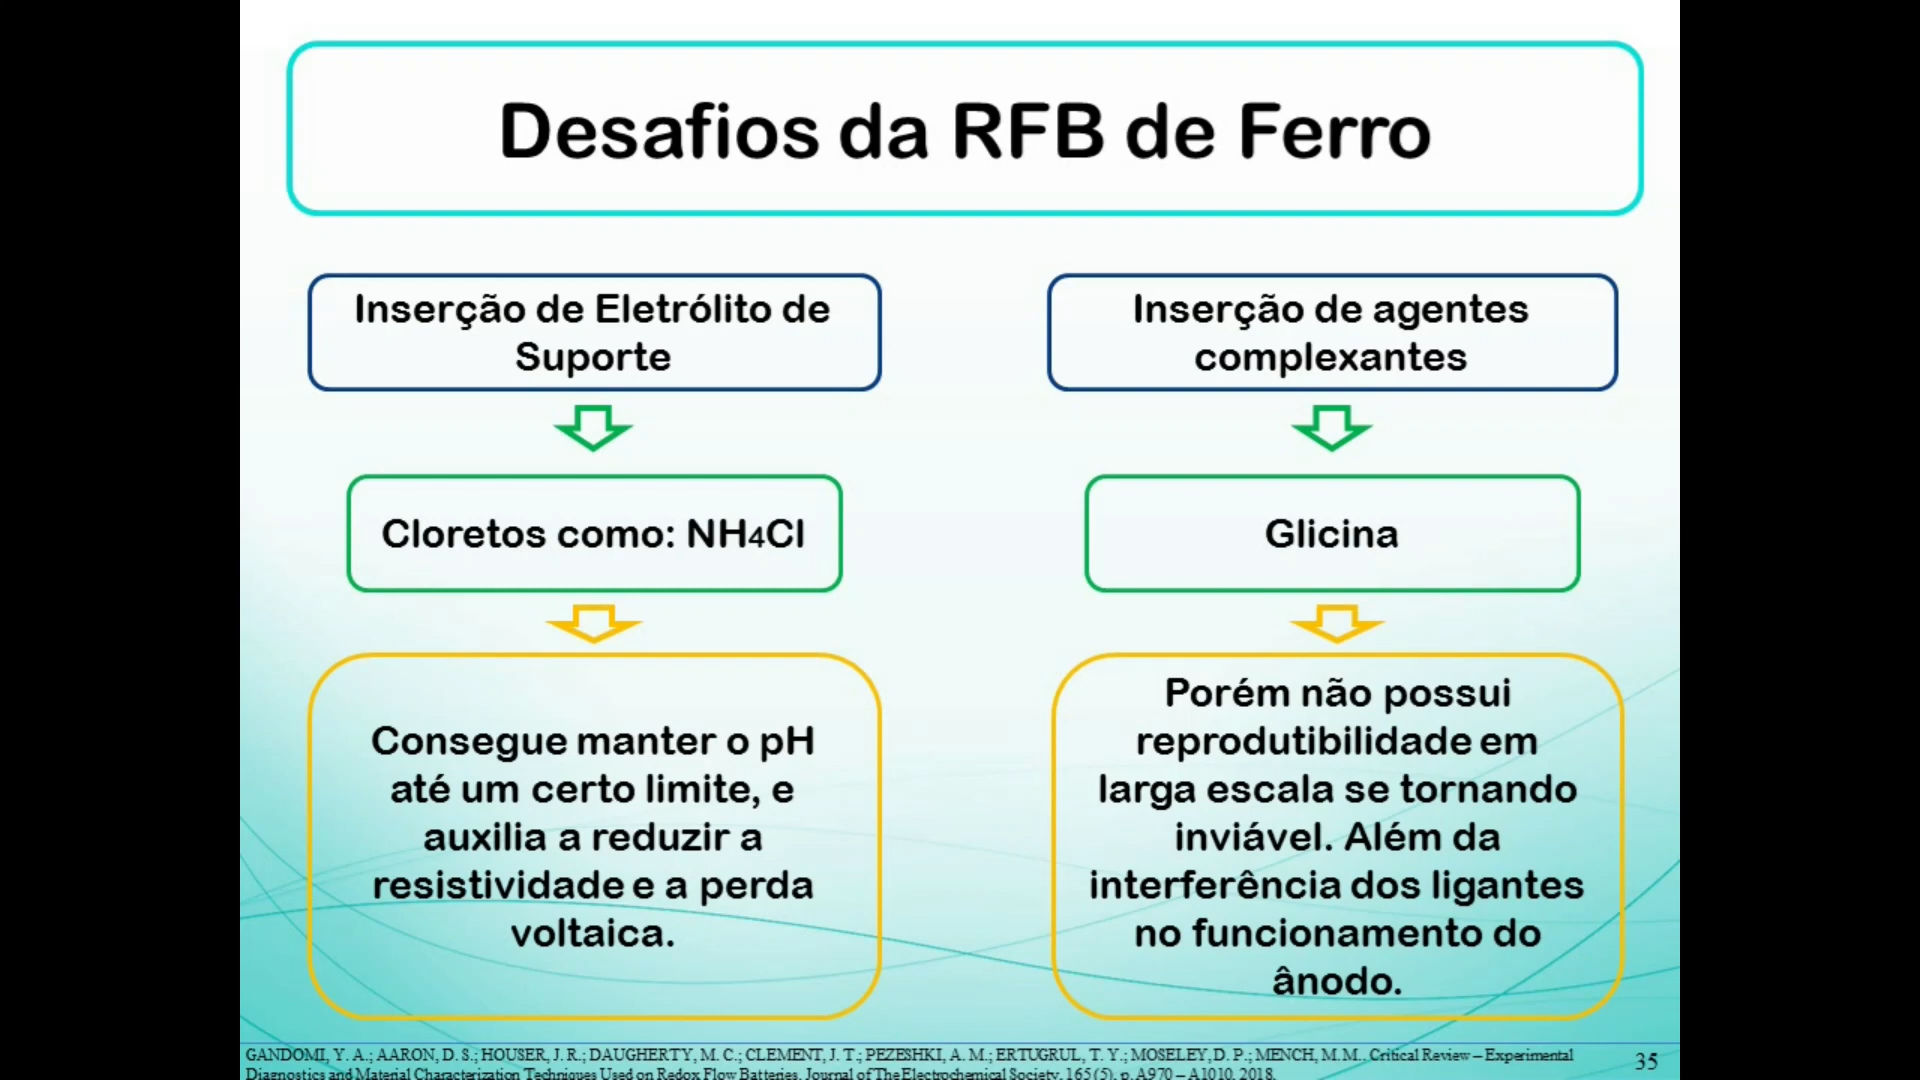 Desafios da RFB de Ferro
Inserção de Eletrólito de
Suporte
Cloretos como: NH4Cl
Consegue manter o pH
até um certo limite, e
auxilia a reduzir a
resistividade e a perda
voltaica.
Inserção de agentes
complexantes
Glicina
Porém não possui
reprodutibilidade em
larga escala se tornando
inviável. Além da
interferência dos ligantes
no funcionamento do
ânodo.
GANDOMI, Y. A.; AARON, D. S.; HOUSER, J. R.; DAUGHERTY, M. C.; CLEMENT, J. T.; PEZESHKI, A. M.; ERTUGRUL, T. Y.; MOSELEY, D. P.; MENCH, M. M.. Critical Review – Experimental
Diagnostics and Material Characterization Techniques Used on Redox Flow Batteries. Journal of The Electrochemical Society, 165 (5), p. A970 – A1010, 2018.
35